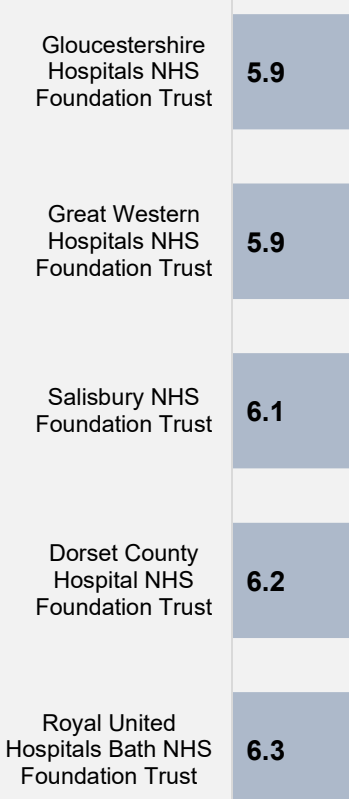 Gloucestershire
Hospitals NHS
Foundation Trust
5.9
Great Western
Hospitals NHS
Foundation Trust
5.9
Salisbury NHS
Foundation Trust
6.1
Dorset County
Hospital NHS
Foundation Trust
6.2
Royal United
Hospitals Bath NHS
Foundation Trust
6.3